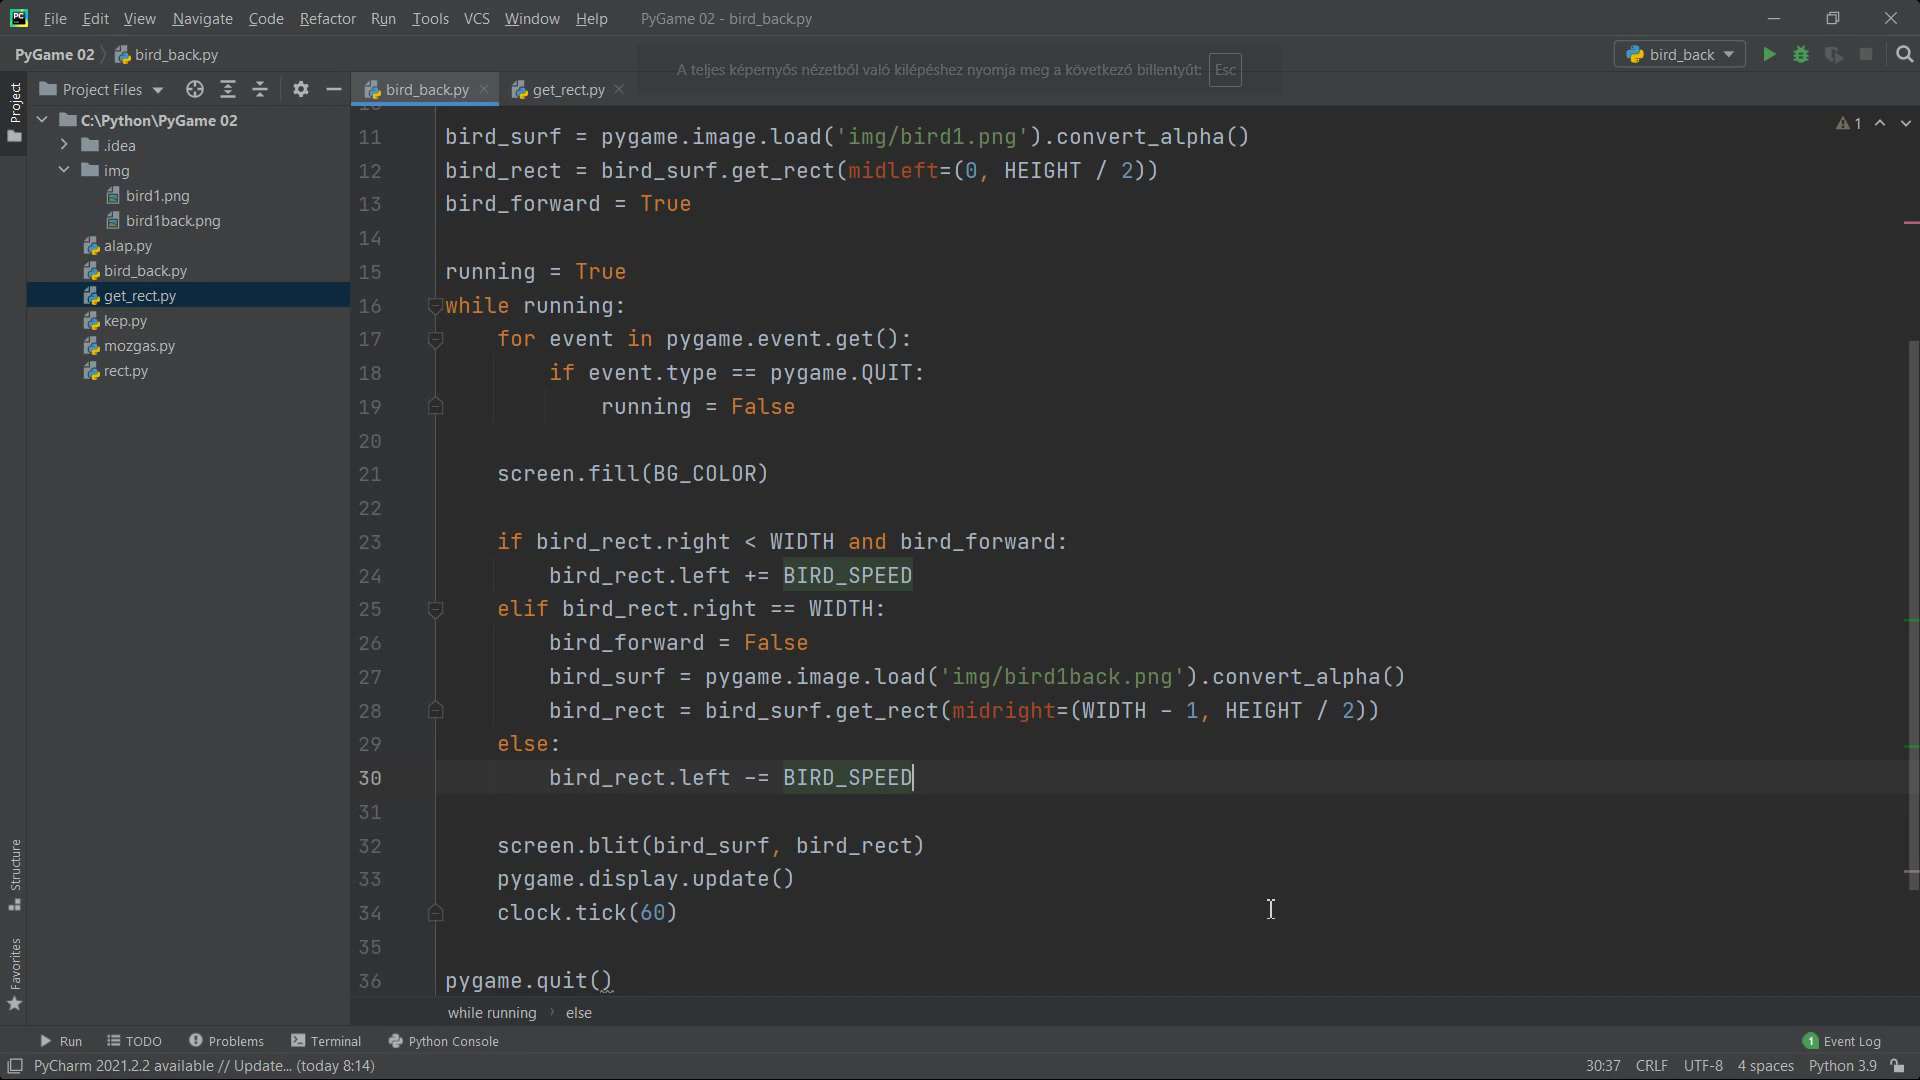 File Edit View Navigate Code Refactor Run Tools VCS Window Help PyGame 02 - bird_back.py
PyGame 02 bird_back.py
A teljes képernyős nézetből való kilépéshez nyomja meg a következő billentyűt: Esc
bird_back
Project
Project Files
bird_back.py get_rect.py
C:\Python\PyGame 02
.idea
img
bird1.png
bird1back.png
alap.py
bird_back.py
get_rect.py
kep.py
mozgas.py
rect.py
1
11 bird_surf = pygame.image.load('img/bird1.png').convert_alpha()
12 bird_rect = bird_surf.get_rect(midleft=(0, HEIGHT / 2))
13 bird_forward = True
14
15 running = True
16 while running:
17 for event in pygame.event.get():
18 if event.type == pygame.QUIT:
19 running = False
20
21 screen.fill(BG_COLOR)
22
23 if bird_rect.right < WIDTH and bird_forward:
24 bird_rect.left += BIRD_SPEED
25 elif bird_rect.right == WIDTH:
26 bird_forward = False
27 bird_surf = pygame.image.load('img/bird1back.png').convert_alpha()
28 bird_rect = bird_surf.get_rect(midright=(WIDTH - 1, HEIGHT / 2))
29 else:
30 bird_rect.left -= BIRD_SPEED
31
32 screen.blit(bird_surf, bird_rect)
33 pygame.display.update()
34 clock.tick(60)
35
36 pygame.quit()
Structure
Favorites
while running › else
Run TODO Problems Terminal Python Console 1 Event Log
PyCharm 2021.2.2 available // Update... (today 8:14) 30:37 CRLF UTF-8 4 spaces Python 3.9